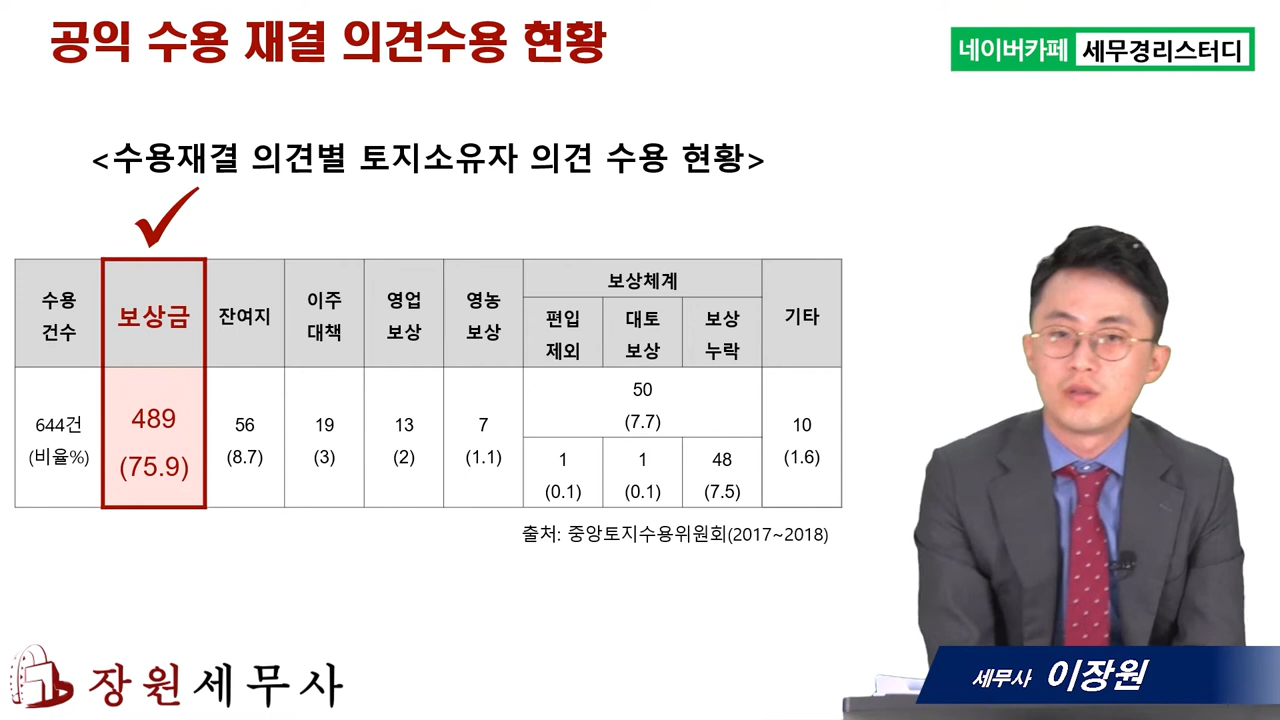 공익 수용 재결 의견수용 현황
네이버카페 세무경리스터디
<수용재결 의견별 토지소유자 의견 수용 현황>
수용
건수
보상금
잔여지
이주
대책
영업
보상
영농
보상
보상체계
편입
제외
대토
보상
보상
누락
기타
644건
(비율%)
489
(75.9)
56
(8.7)
19
(3)
13
(2)
7
(1.1)
50
(7.7)
1
(0.1)
1
(0.1)
48
(7.5)
10
(1.6)
출처: 중앙토지수용위원회(2017~2018)
장원세무사
세무사 이장원